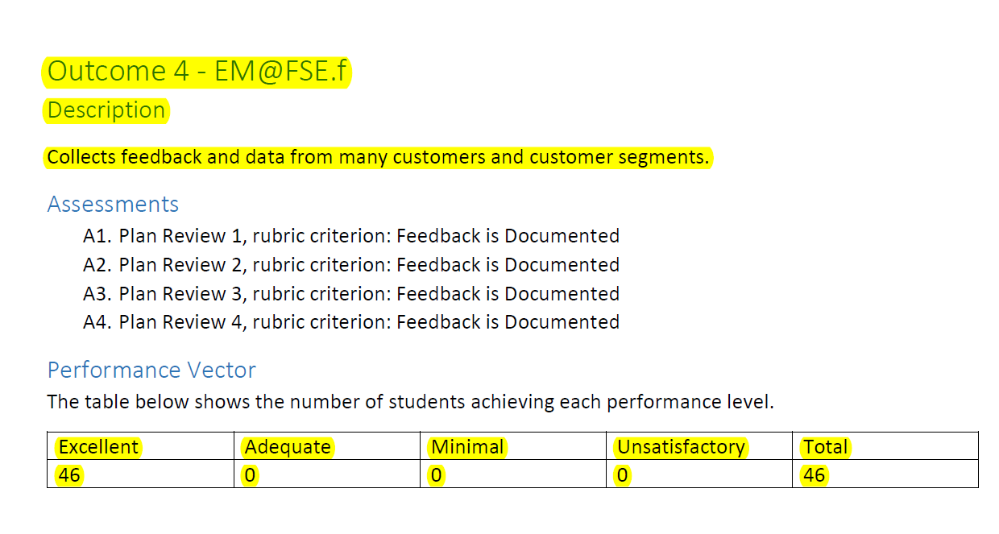 Outcome 4 - EM@FSE.f
Description
Collects feedback and data from many customers and customer segments.
Assessments
A1. Plan Review 1, rubric criterion: Feedback is Documented
A2. Plan Review 2, rubric criterion: Feedback is Documented
A3. Plan Review 3, rubric criterion: Feedback is Documented
A4. Plan Review 4, rubric criterion: Feedback is Documented
Performance Vector
The table below shows the number of students achieving each performance level.
Excellent Adequate Minimal Unsatisfactory Total
46 0 0 0 46